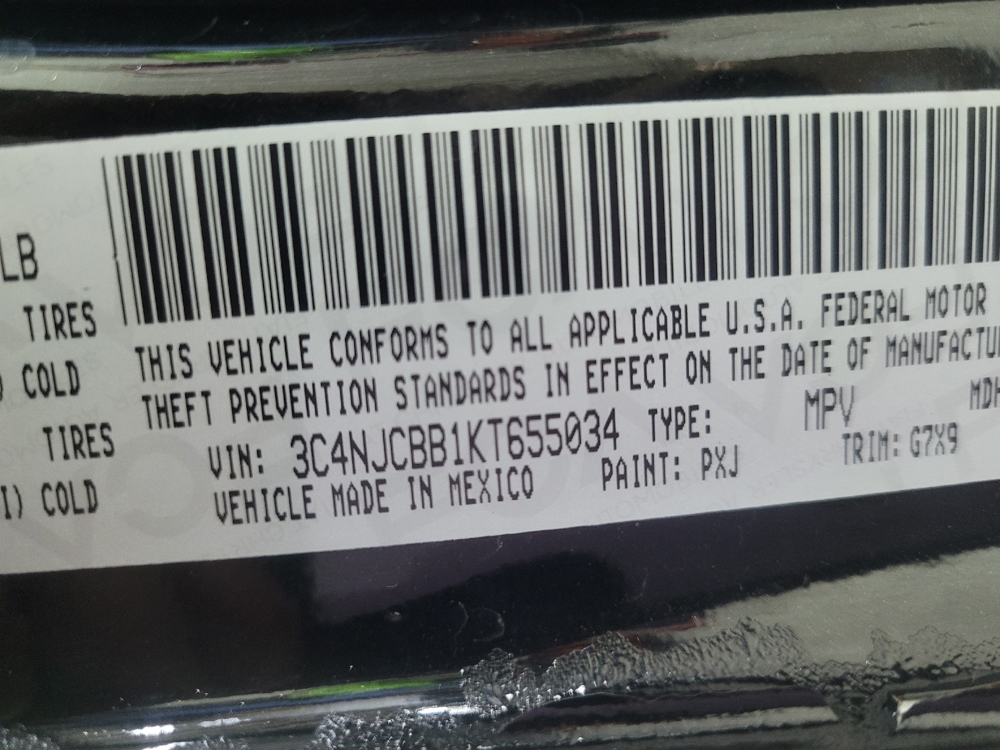 LB
TIRES
) COLD
TIRES
I) COLD
THIS VEHICLE CONFORMS TO ALL APPLICABLE U.S.A. FEDERAL MOTOR
THEFT PREVENTION STANDARDS IN EFFECT ON THE DATE OF MANUFACTU
VIN: 3C4NJCBB1KT655034 TYPE: MPV MDH
VEHICLE MADE IN MEXICO PAINT: PXJ TRIM: G7X9